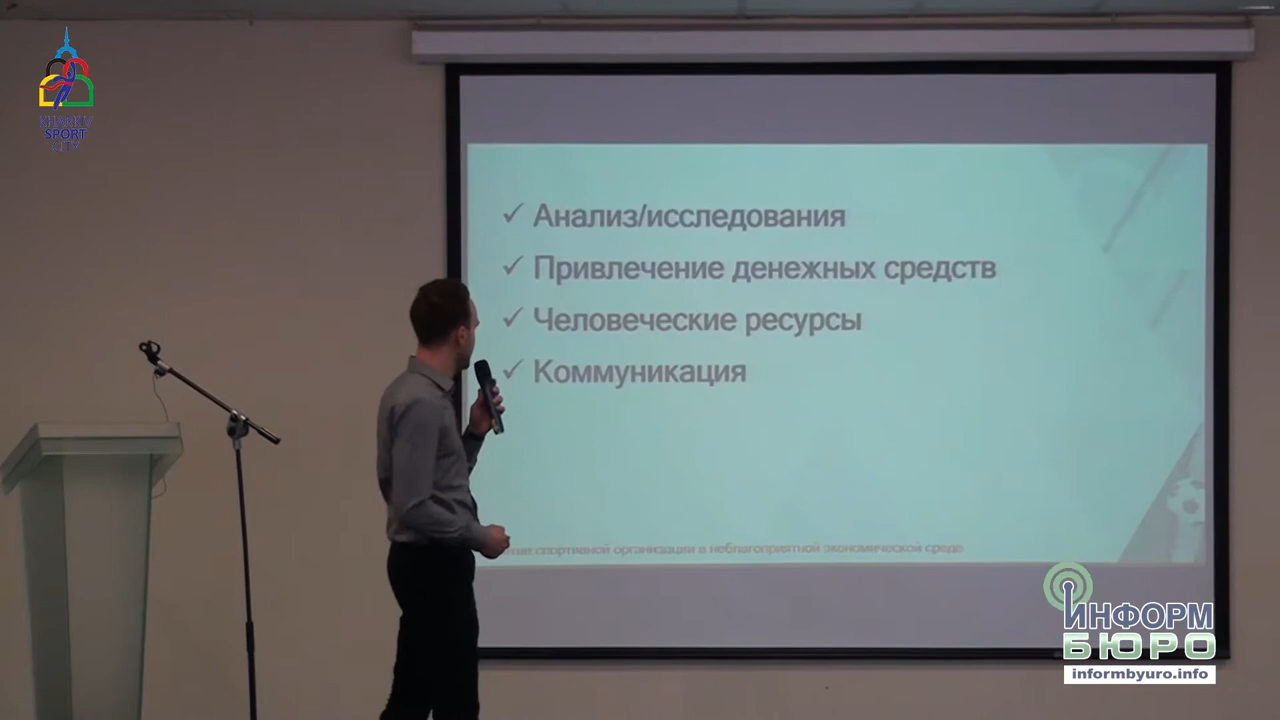 KHARKIV
SPORT
CITY
✓ Анализ/исследования
✓ Привлечение денежных средств
✓ Человеческие ресурсы
✓ Коммуникация
спортивной организации в неблагоприятной экономической среде
ИНФОРМ
БЮРО
informbyuro.info